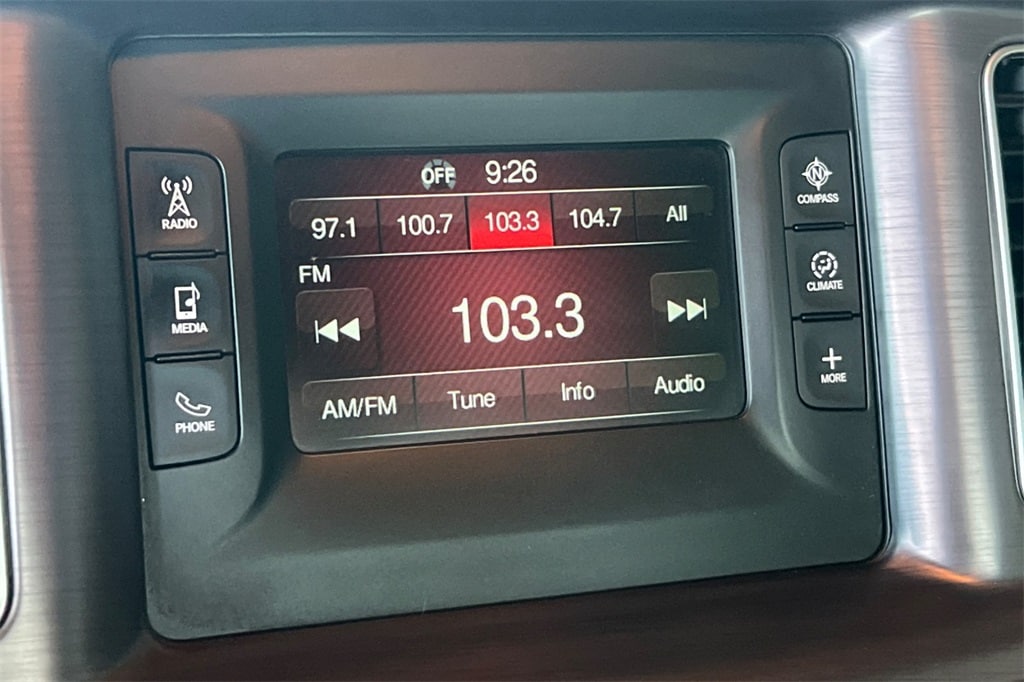 OFF 9:26
97.1 100.7 103.3 104.7 All
FM
103.3
AM/FM Tune Info Audio
RADIO
MEDIA
PHONE
N
COMPASS
CLIMATE
MORE